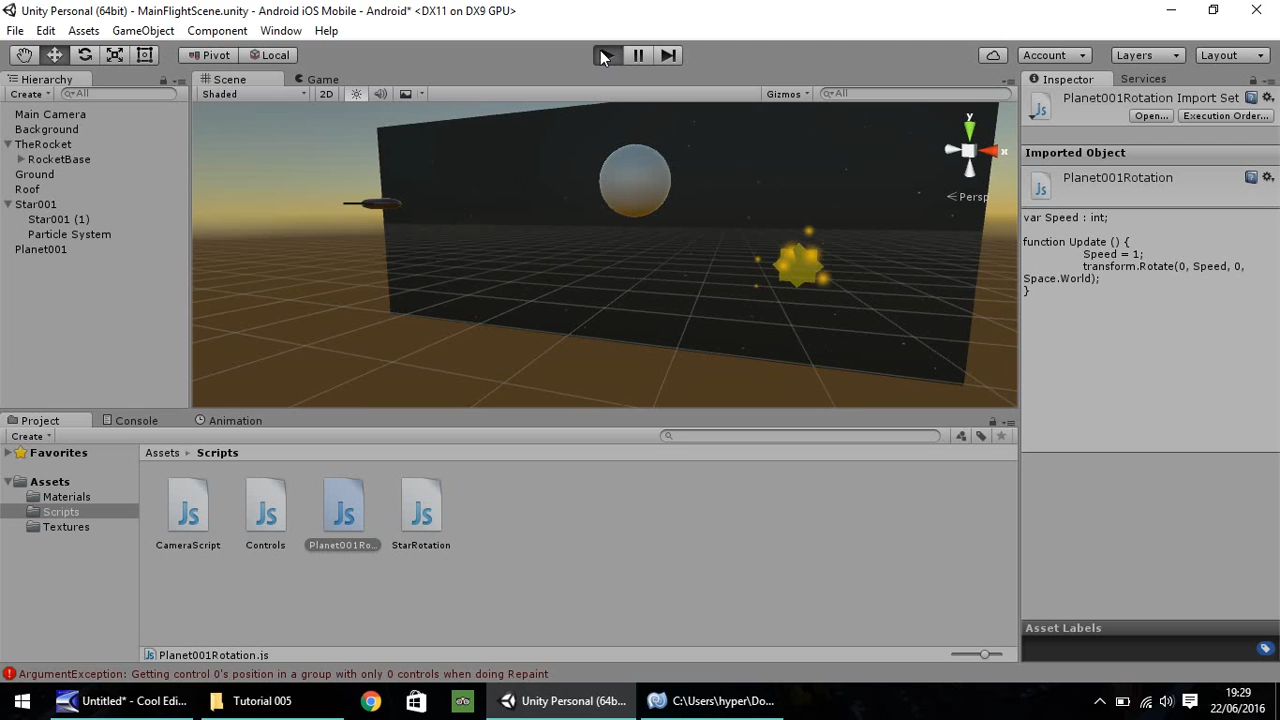 Unity Personal (64bit) - MainFlightScene.unity - Android iOS Mobile - Android* <DX11 on DX9 GPU>
File Edit Assets GameObject Component Window Help
Pivot Local Account Layers Layout
Hierarchy Scene Game Inspector Services
Create All Shaded 2D Gizmos All Planet001Rotation Import Set
Open... Execution Order...
Main Camera
Background
TheRocket
RocketBase
Ground
Roof
Star001
Star001 (1)
Particle System
Planet001
y
x
Persp
Imported Object
Planet001Rotation
var Speed : int;
function Update () {
Speed = 1;
transform.Rotate(0, Speed, 0,
Space.World);
}
Project Console Animation
Create
Favorites
Assets
Materials
Scripts
Textures
Assets Scripts
Js Js Js Js
CameraScript Controls Planet001Ro... StarRotation
Planet001Rotation.js
Asset Labels
ArgumentException: Getting control 0's position in a group with only 0 controls when doing Repaint
Untitled* - Cool Edi... Tutorial 005 Unity Personal (64b... C:\Users\hyper\Do...
19:29
22/06/2016